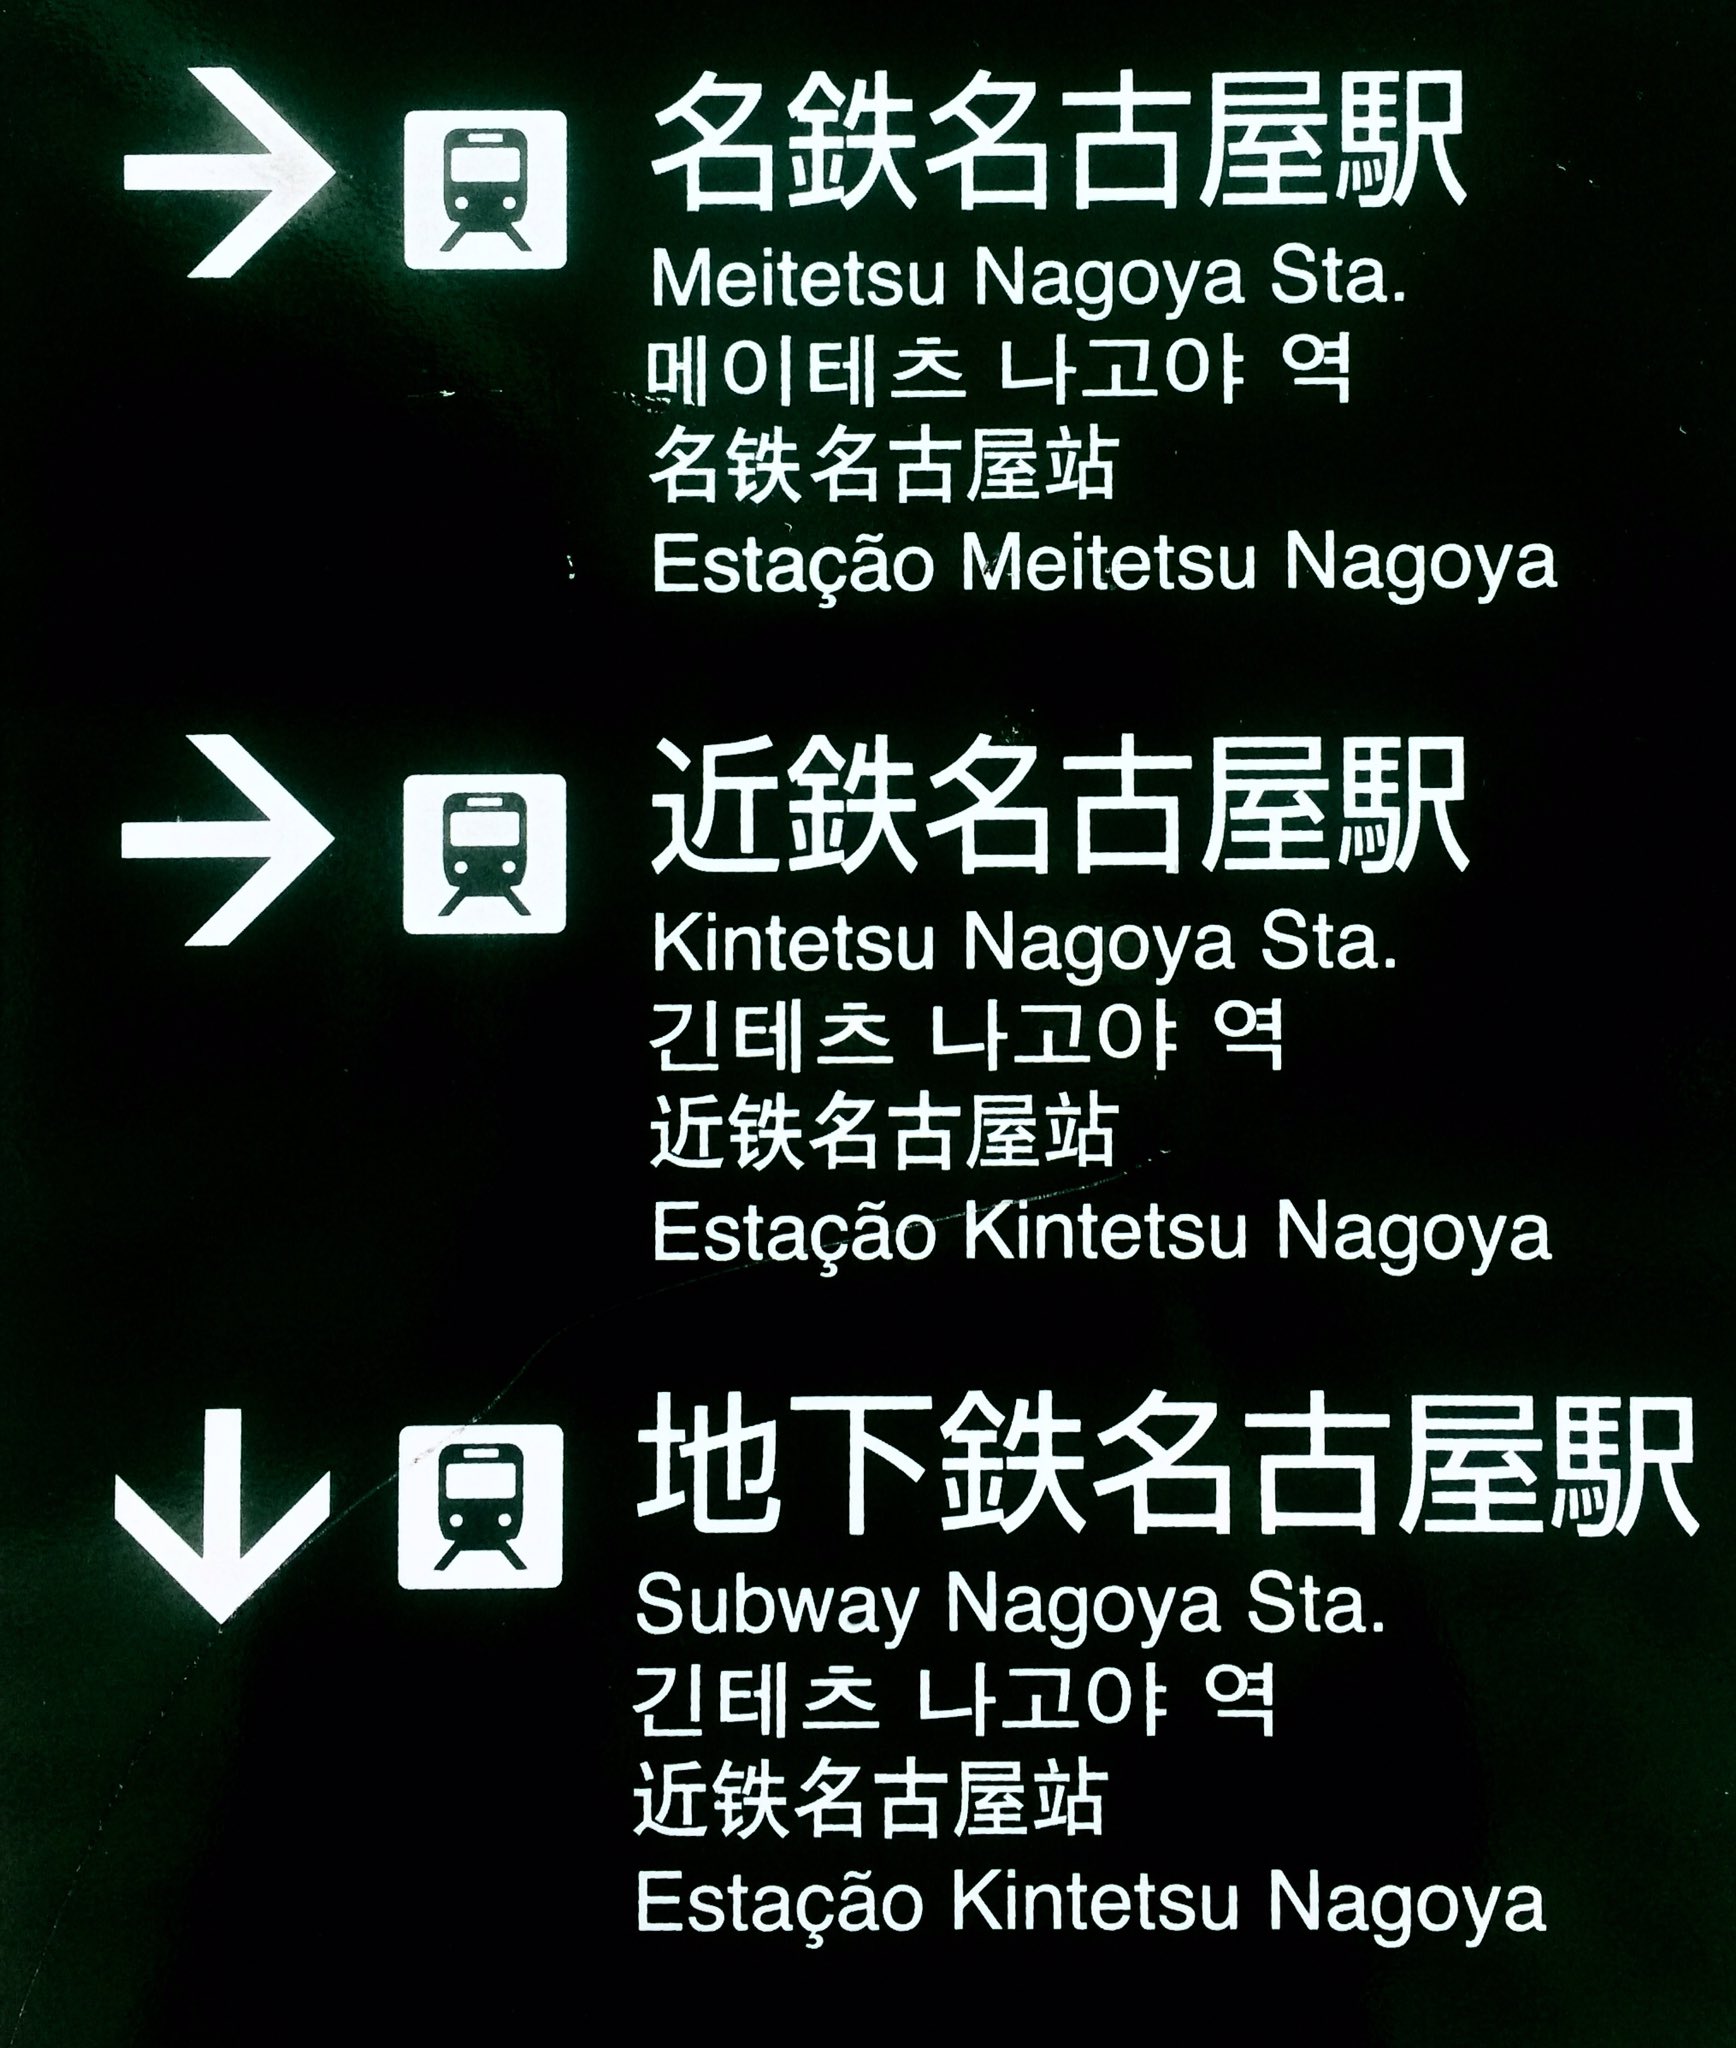 名鉄名古屋駅
Meitetsu Nagoya Sta.
메이테츠 나고야 역
名铁名古屋站
Estação Meitetsu Nagoya
近鉄名古屋駅
Kintetsu Nagoya Sta.
긴테츠 나고야 역
近铁名古屋站
Estação Kintetsu Nagoya
地下鉄名古屋駅
Subway Nagoya Sta.
긴테츠 나고야 역
近铁名古屋站
Estação Kintetsu Nagoya